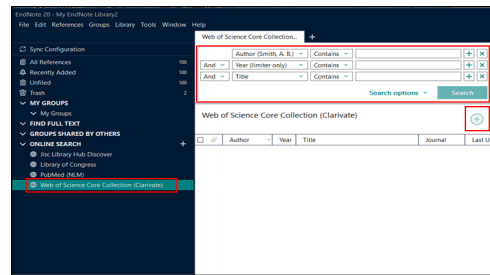 EndNote 20 - My EndNote Library2
File Edit References Groups Library Tools Window Help
Sync Configuration
All References 100
Recently Added 100
Unfiled 100
Trash 2
MY GROUPS
My Groups
FIND FULL TEXT
GROUPS SHARED BY OTHERS
ONLINE SEARCH +
Jisc Library Hub Discover
Library of Congress
PubMed (NLM)
Web of Science Core Collection (Clarivate)
Web of Science Core Collection... +
Author (Smith, A. B.) Contains + ×
And Year (limiter only) Contains + ×
And Title Contains + ×
Search options Search
Web of Science Core Collection (Clarivate)
Author Year Title Journal Last U